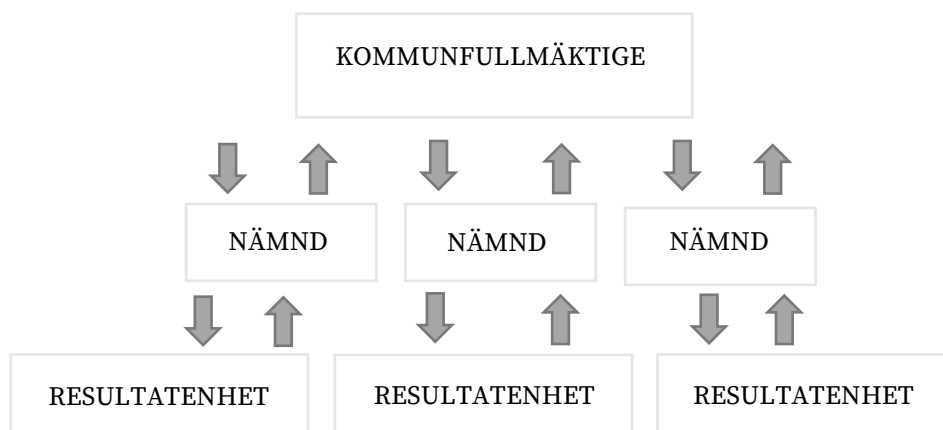 KOMMUNFULLMÄKTIGE
NÄMND
NÄMND
NÄMND
RESULTATENHET
RESULTATENHET
RESULTATENHET